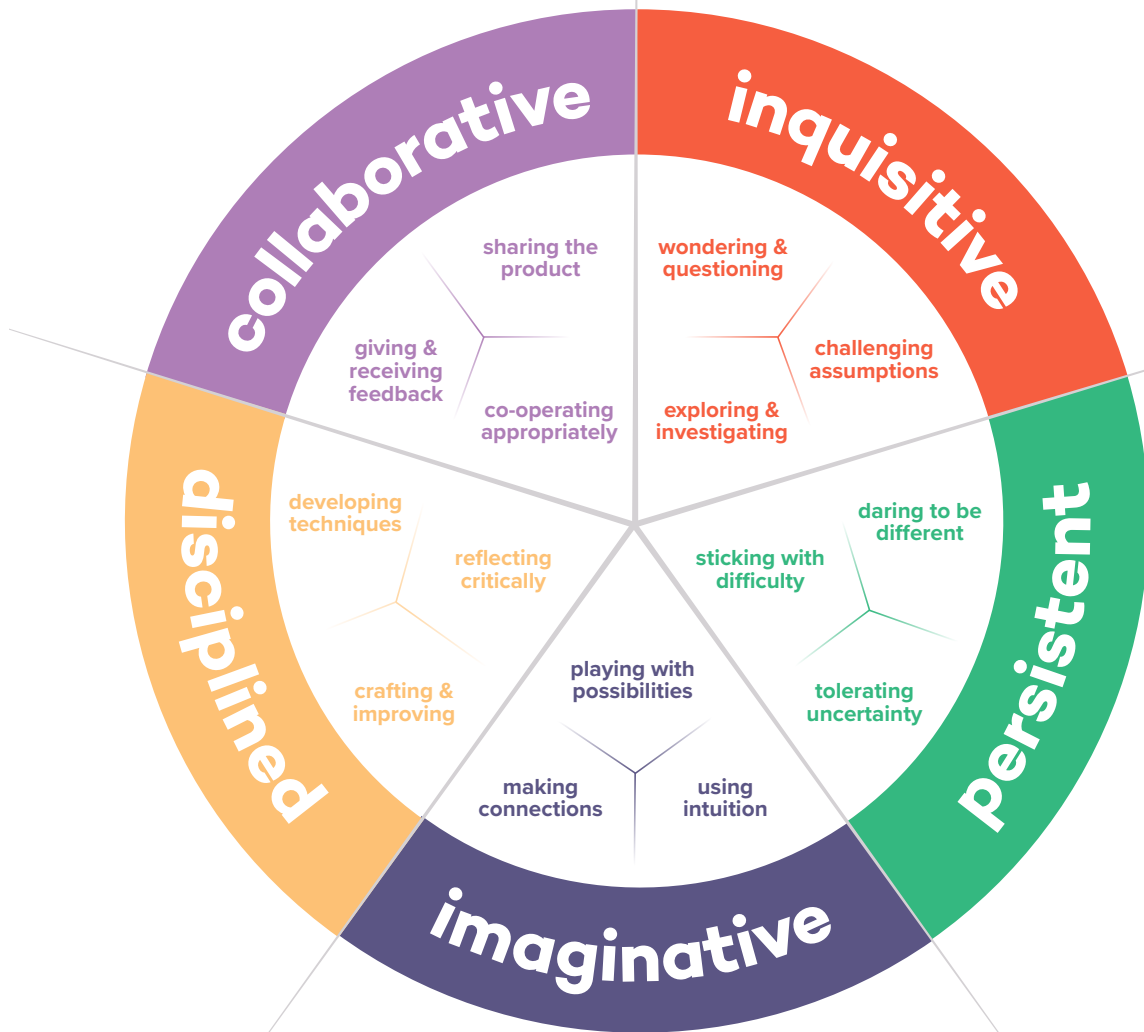 collaborative
sharing the
product
giving &
receiving
feedback
co-operating
appropriately
inquisitive
wondering &
questioning
challenging
assumptions
exploring &
investigating
persistent
daring to be
different
sticking with
difficulty
tolerating
uncertainty
imaginative
playing with
possibilities
making
connections
using
intuition
disciplined
developing
techniques
reflecting
critically
crafting &
improving